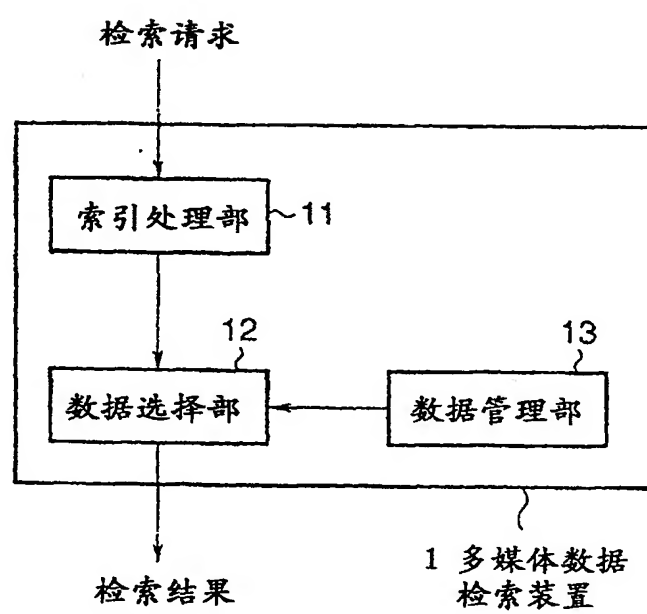 检索请求
索引处理部
11
12
13
数据选择部
数据管理部
1 多媒体数据
检索装置
检索结果